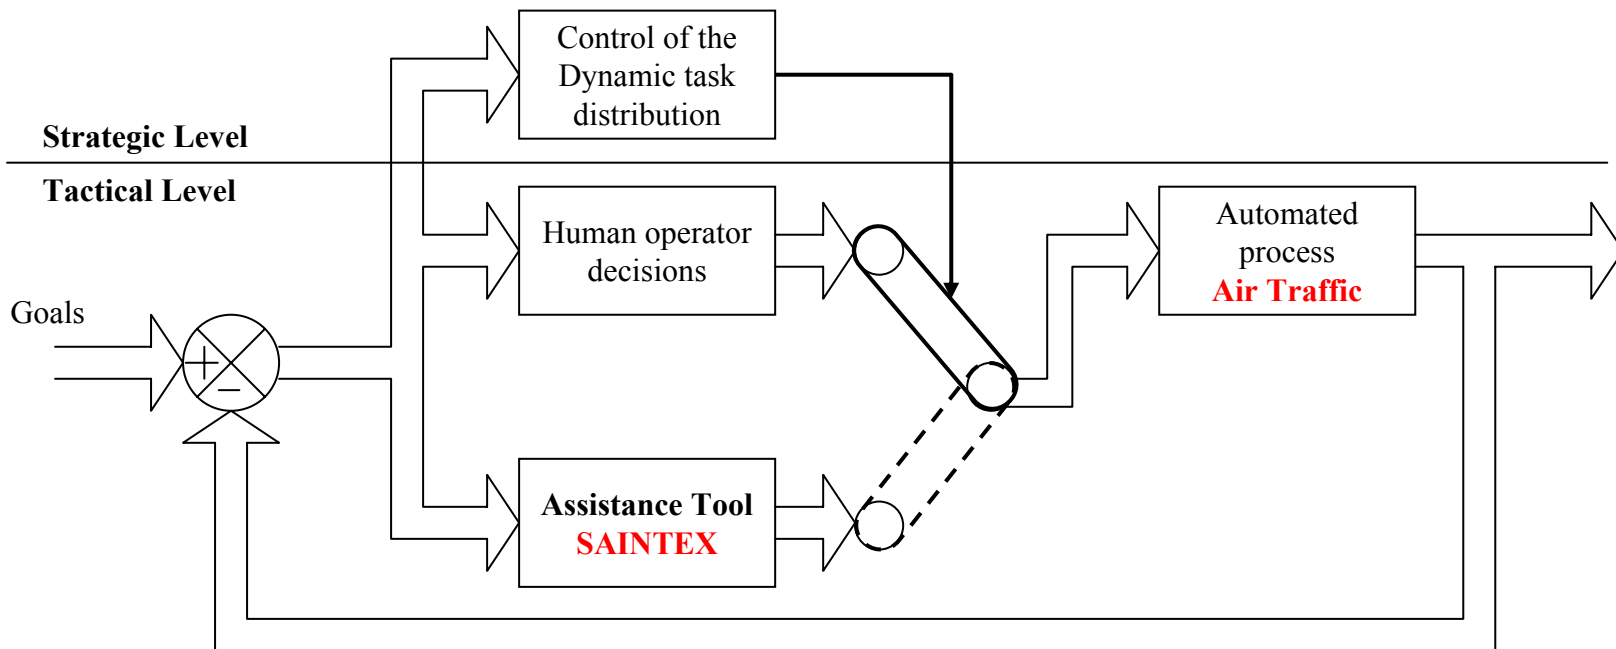 Control of the
Dynamic task
distribution
Strategic Level
Tactical Level
Human operator
decisions
Automated
process
Air Traffic
Goals
+
−
Assistance Tool
SAINTEX